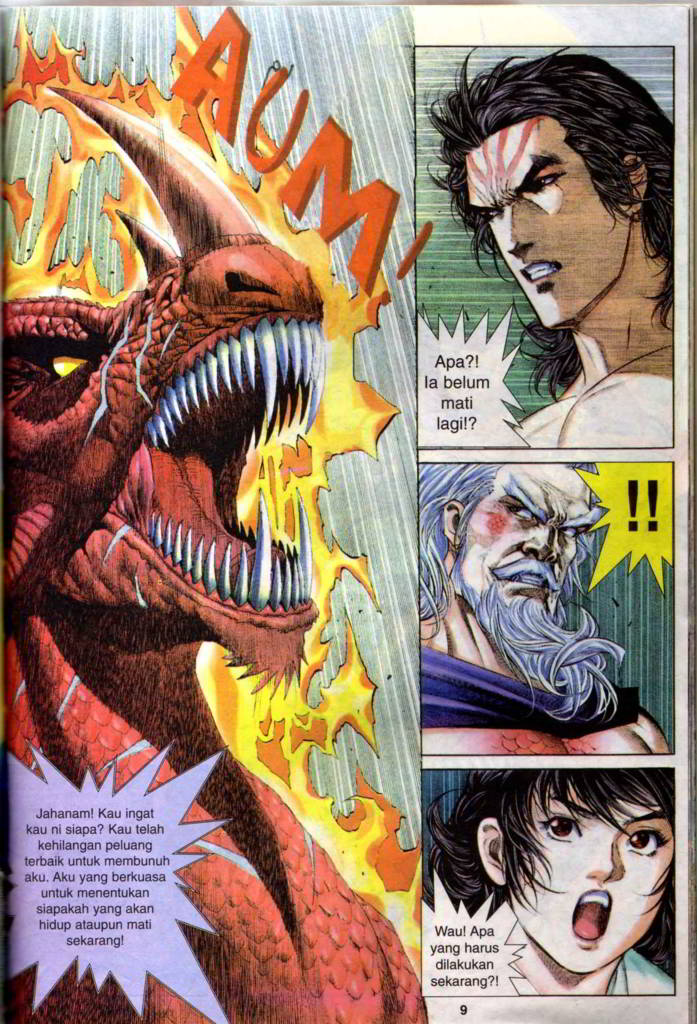 AUM!
Apa?!
Ia belum
mati
lagi!?
!!
Jahanam! Kau ingat
kau ni siapa? Kau telah
kehilangan peluang
terbaik untuk membunuh
aku. Aku yang berkuasa
untuk menentukan
siapakah yang akan
hidup ataupun mati
sekarang!
Wau! Apa
yang harus
dilakukan
sekarang?!
9